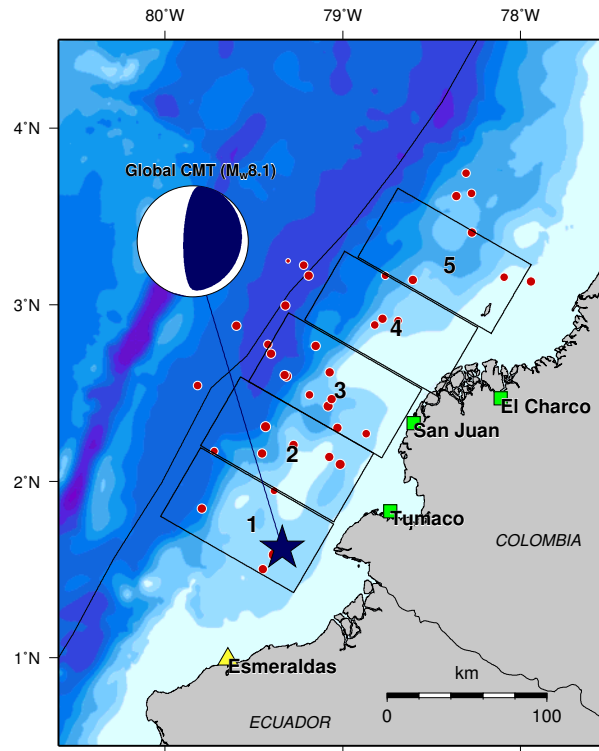 80°W 79°W 78°W
4°N
Global CMT (Mw8.1)
5
3°N
4
3
El Charco
San Juan
2
2°N
1
Tumaco
COLOMBIA
1°N
Esmeraldas
km
ECUADOR
0 100